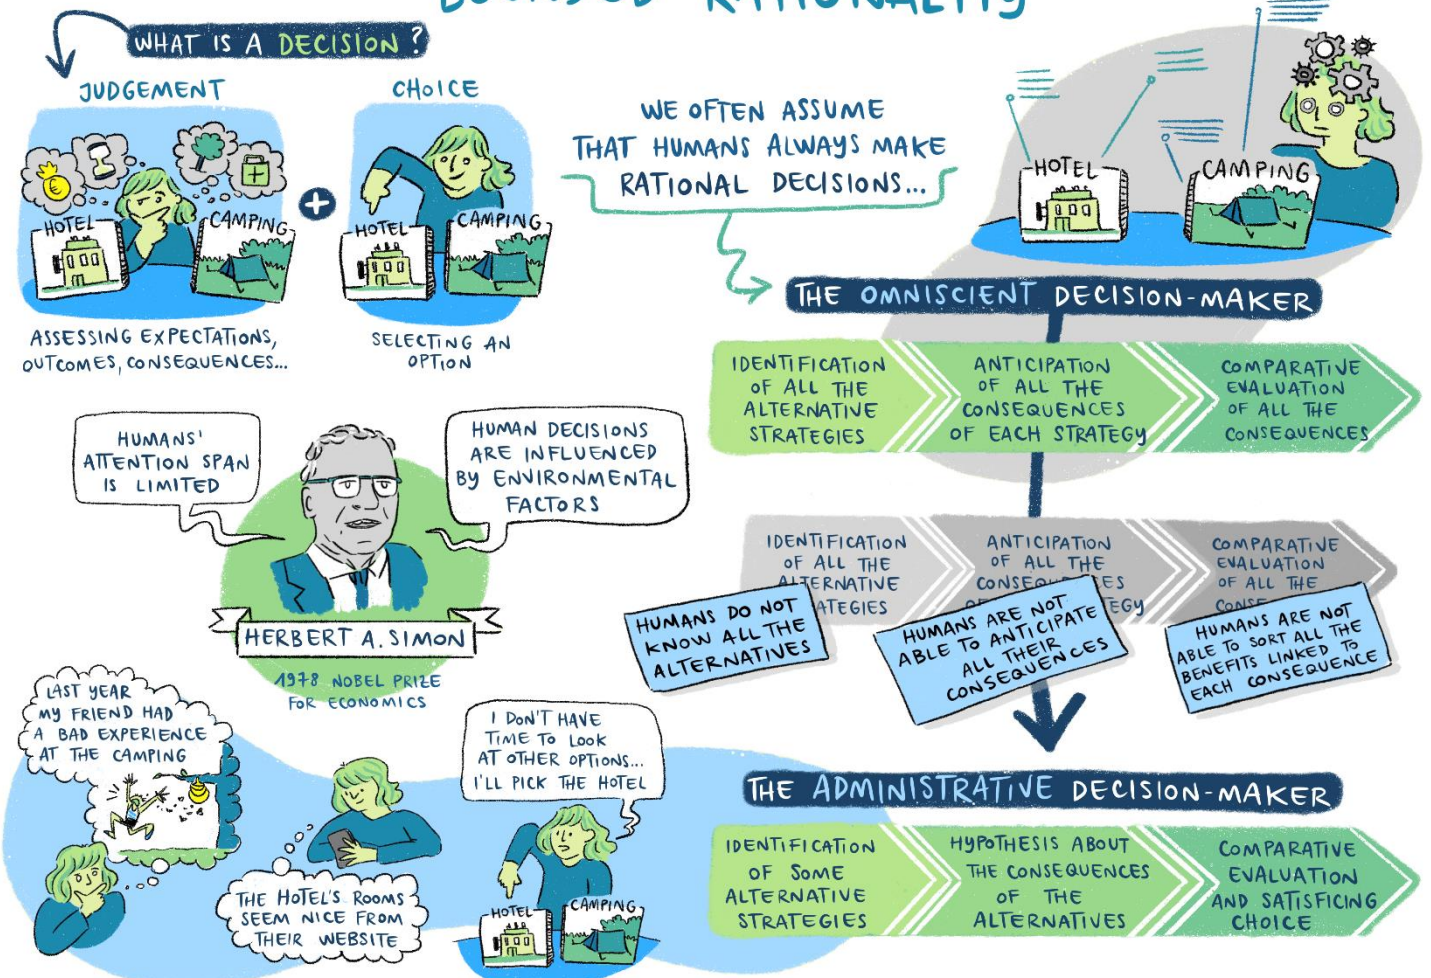 BOUNDED RATIONALITY
WHAT IS A DECISION?
JUDGEMENT
HOTEL
CAMPING
ASSESSING EXPECTATIONS,
OUTCOMES, CONSEQUENCES...
CHOICE
HOTEL
CAMPING
SELECTING AN
OPTION
WE OFTEN ASSUME
THAT HUMANS ALWAYS MAKE
RATIONAL DECISIONS...
HOTEL
CAMPING
THE OMNISCIENT DECISION-MAKER
IDENTIFICATION
OF ALL THE
ALTERNATIVE
STRATEGIES
ANTICIPATION
OF ALL THE
CONSEQUENCES
OF EACH STRATEGY
COMPARATIVE
EVALUATION
OF ALL THE
CONSEQUENCES
HUMANS'
ATTENTION SPAN
IS LIMITED
HUMAN DECISIONS
ARE INFLUENCED
BY ENVIRONMENTAL
FACTORS
HERBERT A. SIMON
1978 NOBEL PRIZE
FOR ECONOMICS
IDENTIFICATION
OF ALL THE
ALTERNATIVE
ATEGIES
HUMANS DO NOT
KNOW ALL THE
ALTERNATIVES
ANTICIPATION
OF ALL THE
CONSEQUENCES
EGY
HUMANS ARE NOT
ABLE TO ANTICIPATE
ALL THEIR
CONSEQUENCES
COMPARATIVE
EVALUATION
OF ALL THE
CONSE
HUMANS ARE NOT
ABLE TO SORT ALL THE
BENEFITS LINKED TO
EACH CONSEQUENCE
LAST YEAR
MY FRIEND HAD
A BAD EXPERIENCE
AT THE CAMPING
THE HOTEL'S ROOMS
SEEM NICE FROM
THEIR WEBSITE
I DON'T HAVE
TIME TO LOOK
AT OTHER OPTIONS...
I'LL PICK THE HOTEL
HOTEL
CAMPING
THE ADMINISTRATIVE DECISION-MAKER
IDENTIFICATION
OF SOME
ALTERNATIVE
STRATEGIES
HYPOTHESIS ABOUT
THE CONSEQUENCES
OF THE
ALTERNATIVES
COMPARATIVE
EVALUATION
AND SATISFICING
CHOICE